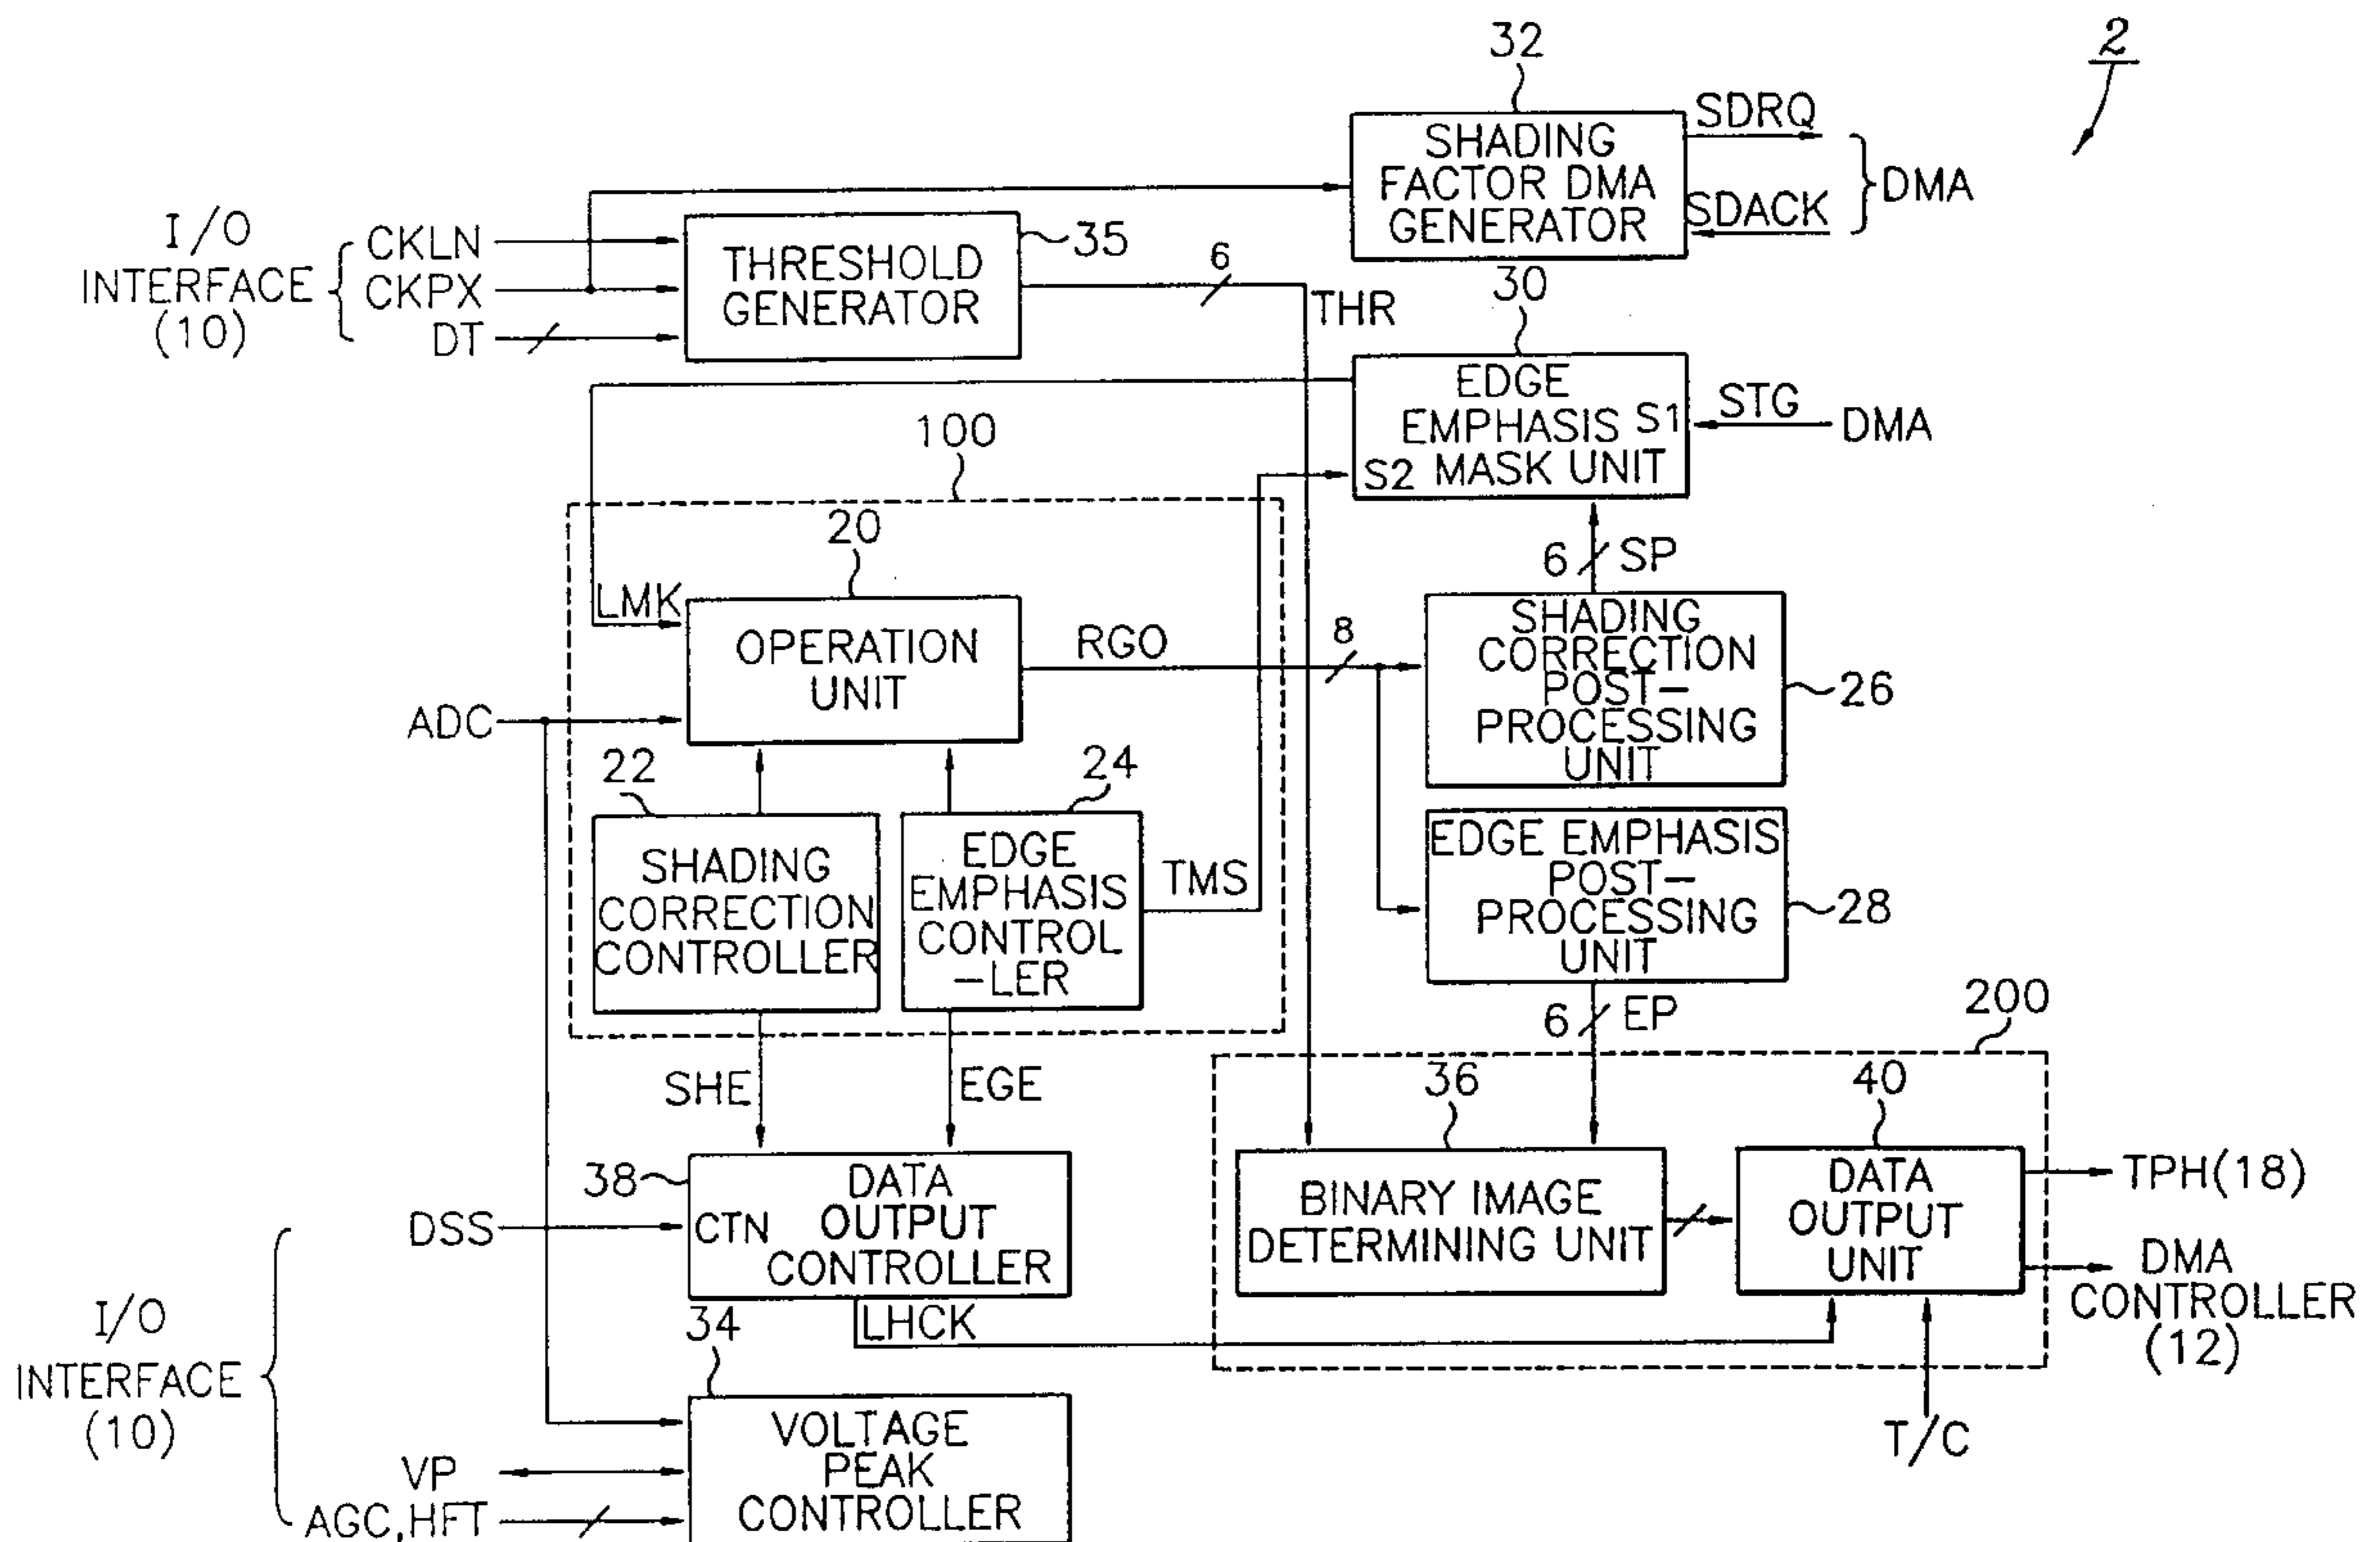 2
32
SHADING
FACTOR DMA
GENERATOR
SDRQ
SDACK
DMA
I/O
INTERFACE
(10)
CKLN
CKPX
DT
THRESHOLD
GENERATOR
35
6
THR
30
EDGE
EMPHASIS S1
S2 MASK UNIT
STG
DMA
100
20
LMK
OPERATION
UNIT
RGO
8
6
SP
SHADING
CORRECTION
POST-
PROCESSING
UNIT
26
ADC
22
SHADING
CORRECTION
CONTROLLER
24
EDGE
EMPHASIS
CONTROL
-LER
TMS
EDGE EMPHASIS
POST-
PROCESSING
UNIT
28
6
EP
200
SHE
EGE
38
DATA
CTN OUTPUT
CONTROLLER
DSS
LHCK
36
BINARY IMAGE
DETERMINING UNIT
40
DATA
OUTPUT
UNIT
TPH(18)
DMA
CONTROLLER
(12)
T/C
I/O
INTERFACE
(10)
34
VOLTAGE
PEAK
CONTROLLER
VP
AGC,HFT